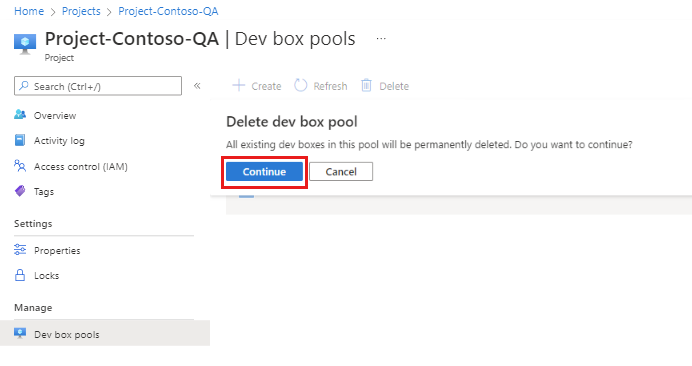 Home > Projects > Project-Contoso-QA
Project-Contoso-QA | Dev box pools ...
Project
Search (Ctrl+/) «
+ Create Refresh Delete
Delete dev box pool
All existing dev boxes in this pool will be permanently deleted. Do you want to continue?
Continue Cancel
Overview
Activity log
Access control (IAM)
Tags
Settings
Properties
Locks
Manage
Dev box pools